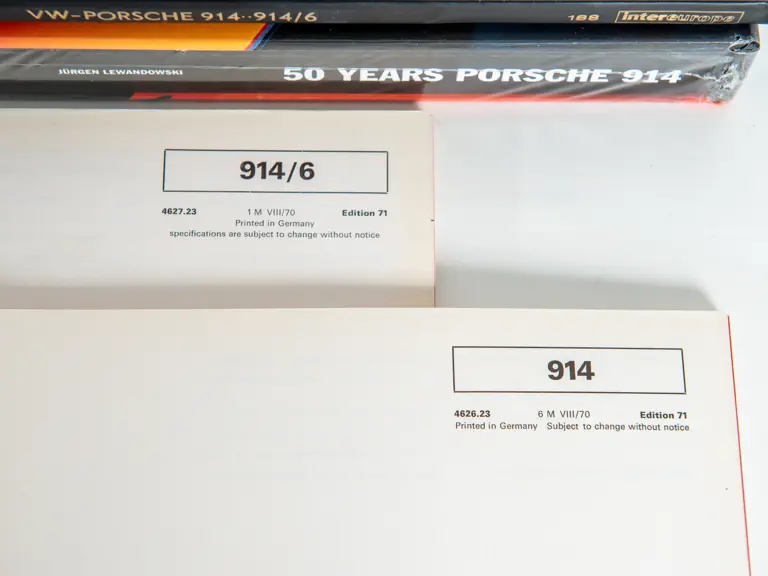 VW-PORSCHE 914··914/6 188 intereurope
JÜRGEN LEWANDOWSKI 50 YEARS PORSCHE 914
914/6
4627.23 1 M VIII/70 Edition 71
Printed in Germany
specifications are subject to change without notice
914
4626.23 6 M VIII/70 Edition 71
Printed in Germany Subject to change without notice